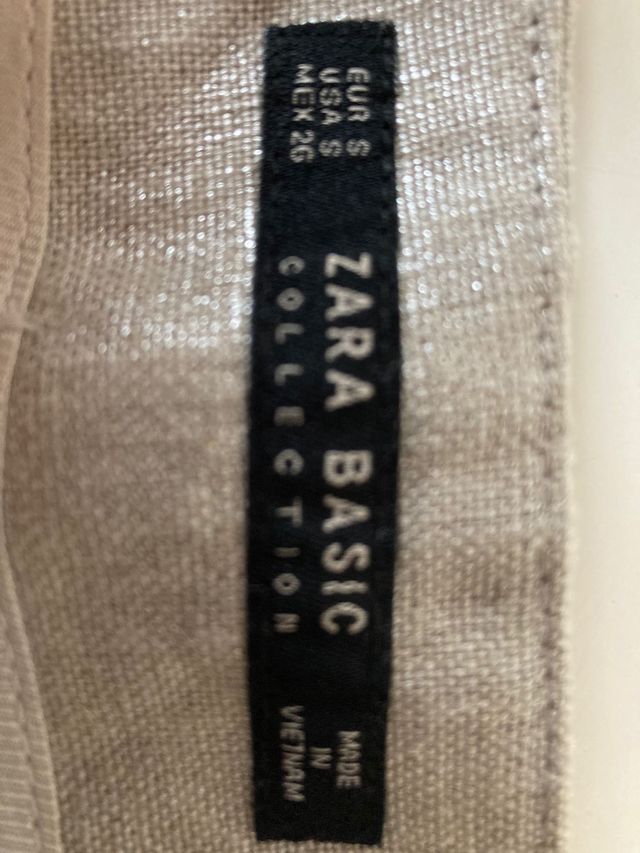 EUR S
USA S
MEX 26
ZARA BASIC
COLLECTION
MADE
IN
VIETNAM